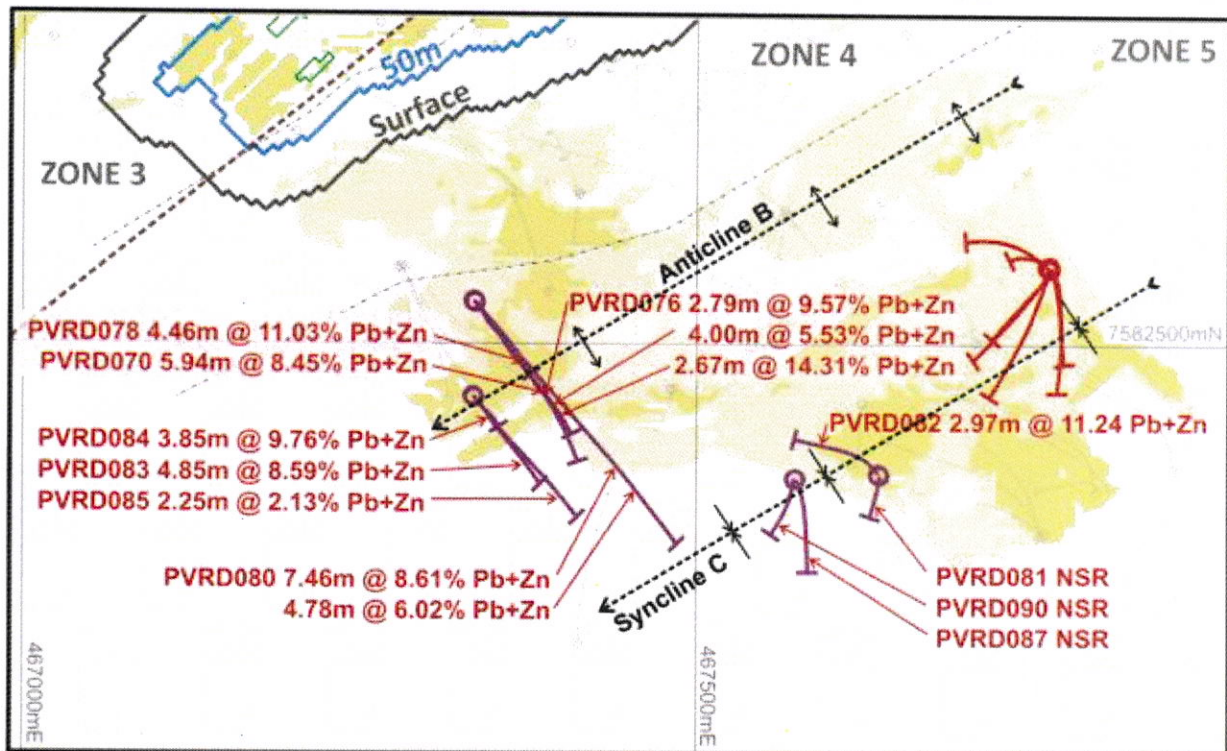 ZONE 3
50m
Surface
ZONE 4
ZONE 5
Anticline B
PVRD076 2.79m @ 9.57% Pb+Zn
4.00m @ 5.53% Pb+Zn
2.67m @ 14.31% Pb+Zn
PVRD078 4.46m @ 11.03% Pb+Zn
PVRD070 5.94m @ 8.45% Pb+Zn
7582500mN
PVRD084 3.85m @ 9.76% Pb+Zn
PVRD083 4.85m @ 8.59% Pb+Zn
PVRD085 2.25m @ 2.13% Pb+Zn
PVRD082 2.97m @ 11.24 Pb+Zn
PVRD080 7.46m @ 8.61% Pb+Zn
4.78m @ 6.02% Pb+Zn
Syncline C
PVRD081 NSR
PVRD090 NSR
PVRD087 NSR
467000mE
467500mE